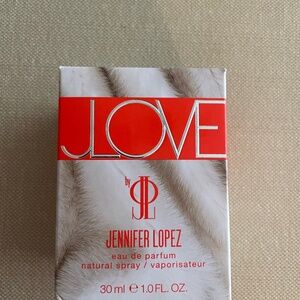 JLOVE
by
JL
JENNIFER LOPEZ
eau de parfum
natural spray / vaporisateur
30 ml ℮ 1.0 FL. OZ.